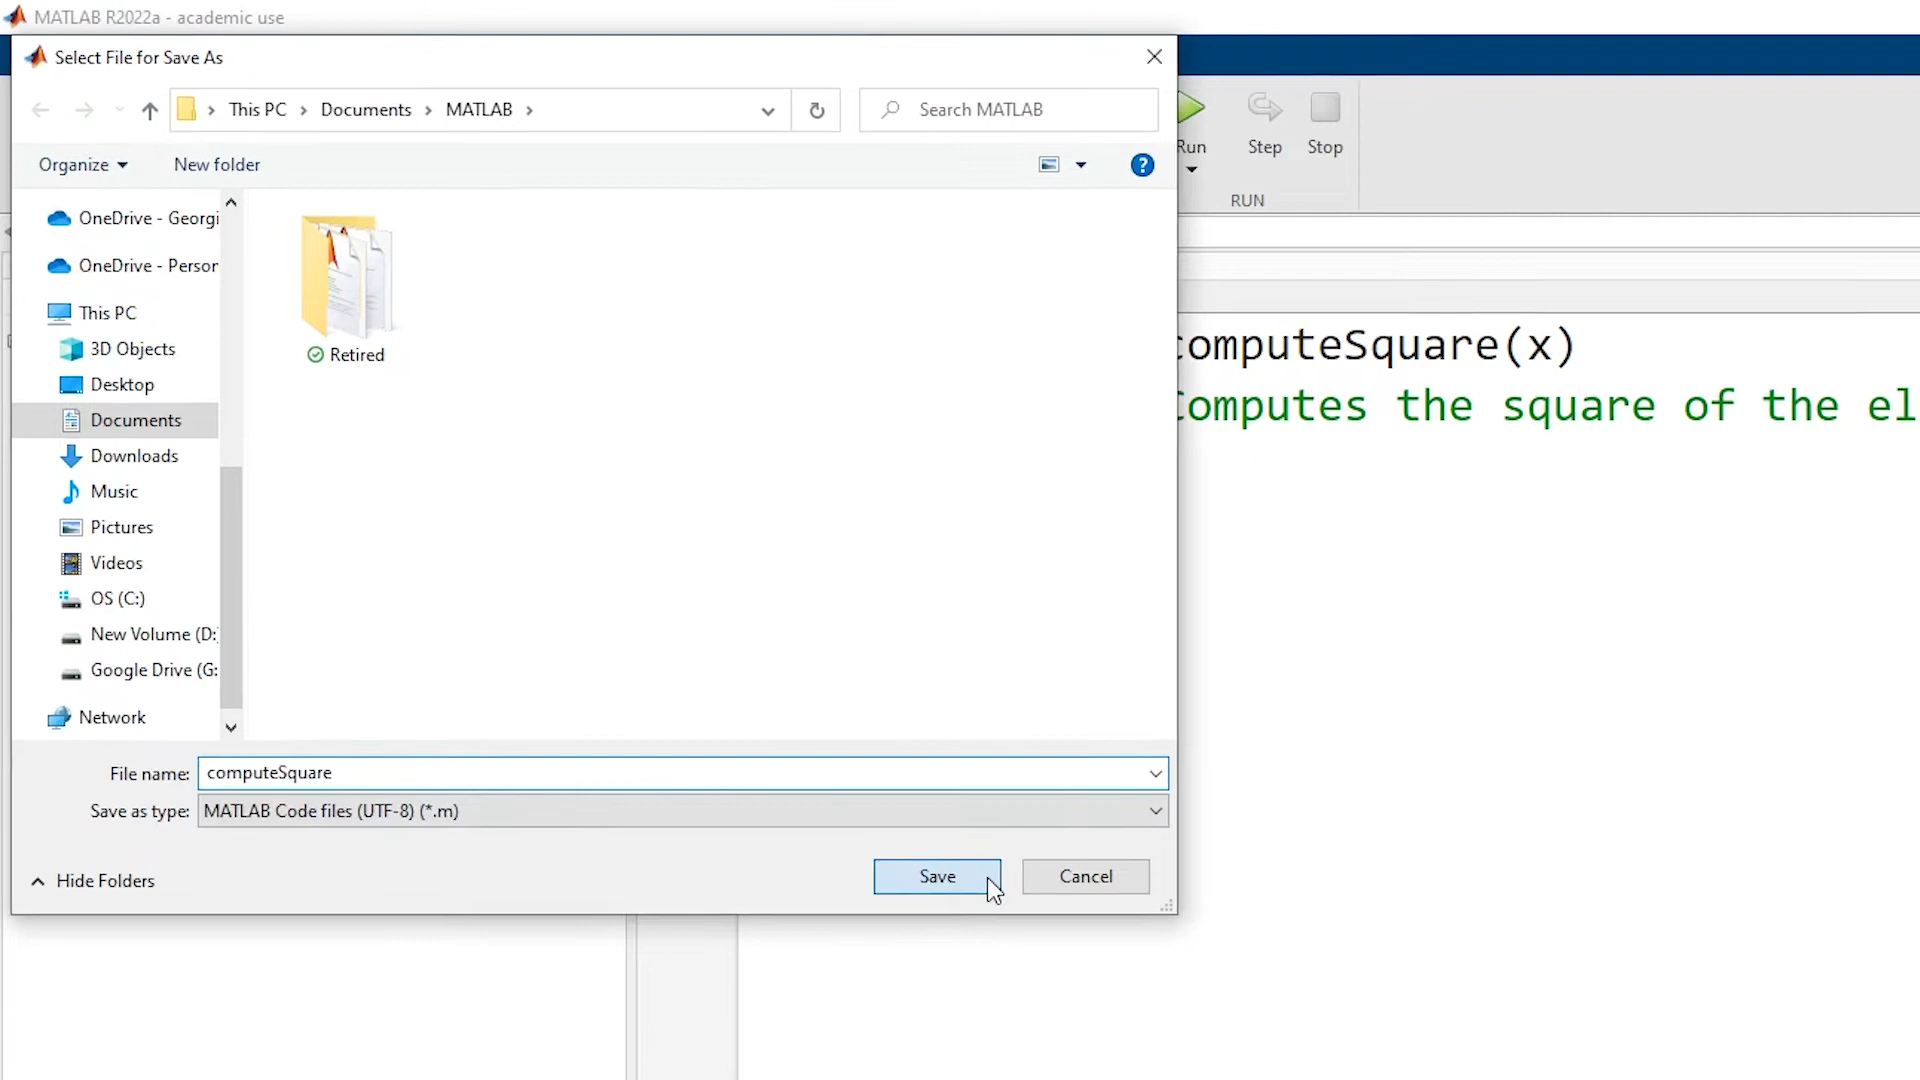 MATLAB R2022a - academic use
Select File for Save As
This PC > Documents > MATLAB >
Search MATLAB
Organize
New folder
?
Run
Step
Stop
RUN
OneDrive - Georgi
OneDrive - Person
This PC
3D Objects
Desktop
Documents
Downloads
Music
Pictures
Videos
OS (C:)
New Volume (D:
Google Drive (G:
Network
Retired
computeSquare(x)
computes the square of the el
File name: computeSquare
Save as type: MATLAB Code files (UTF-8) (*.m)
Hide Folders
Save
Cancel